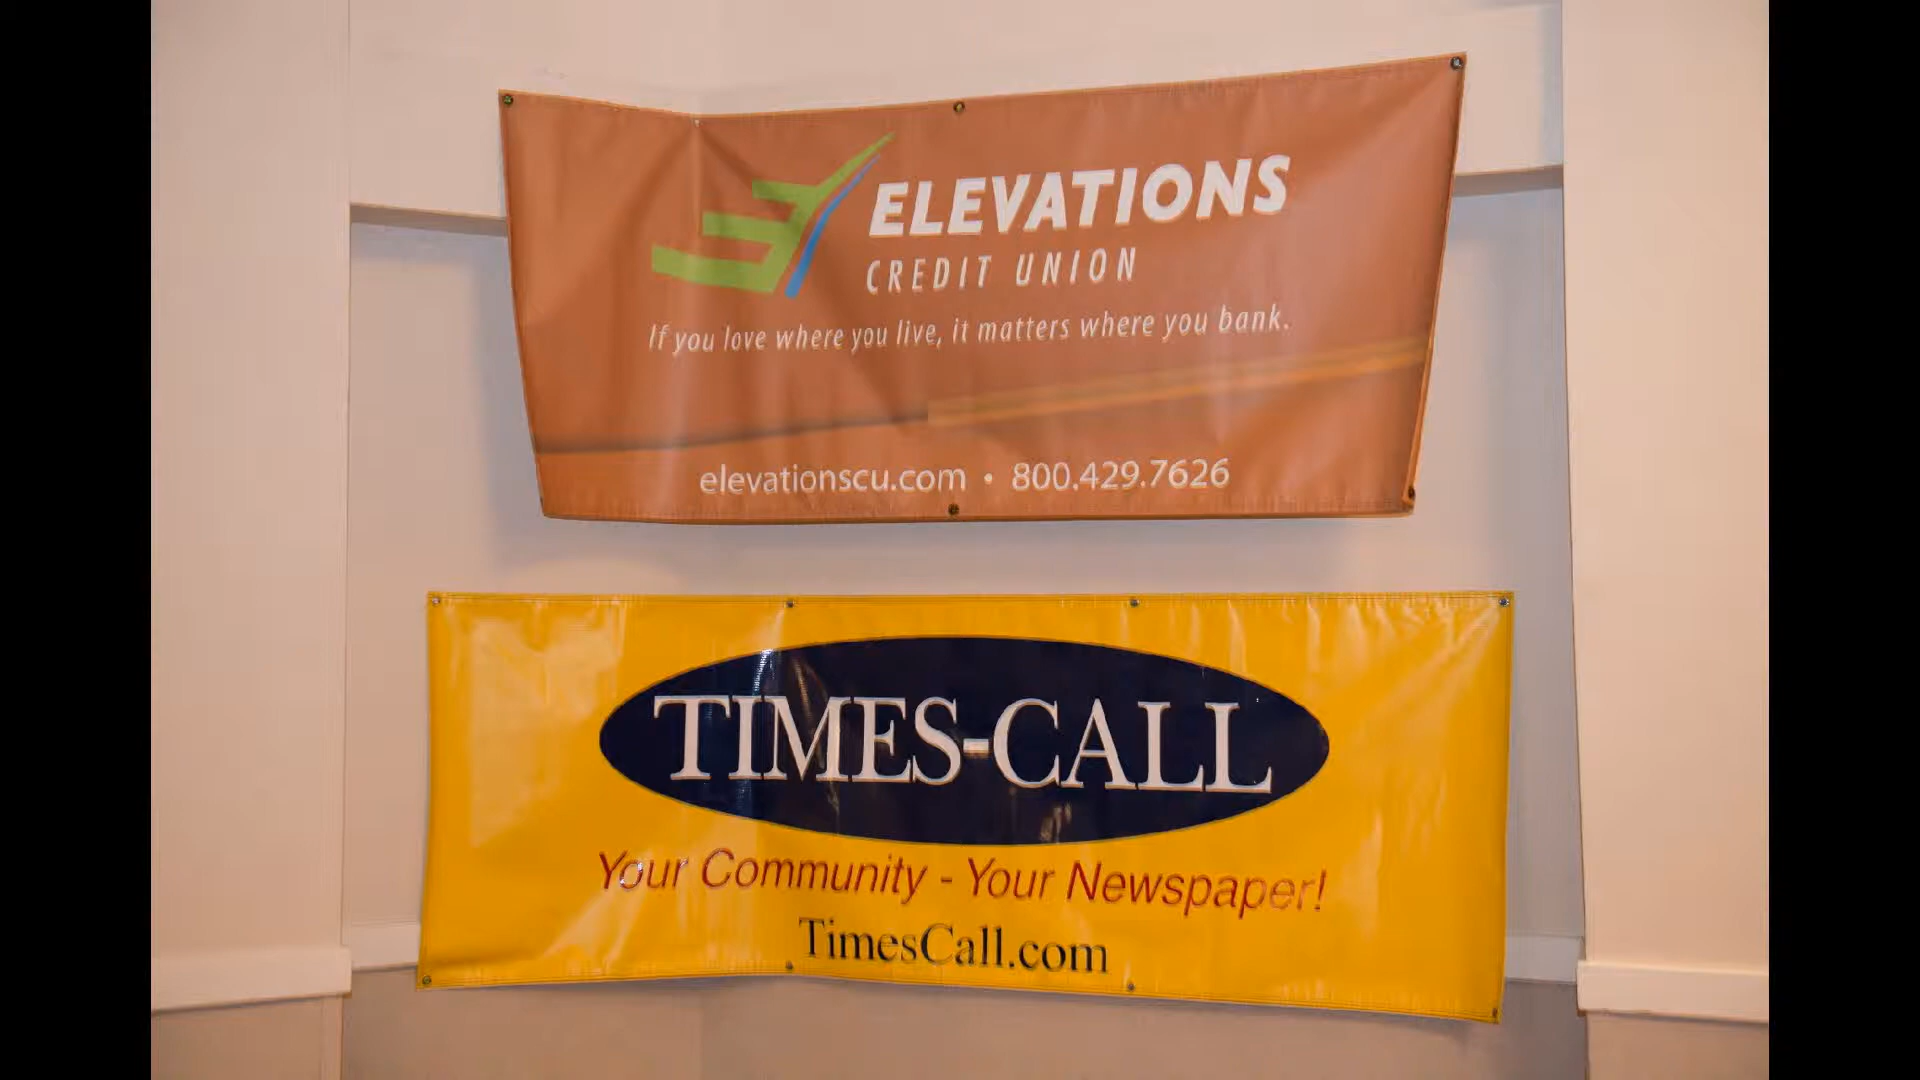 ELEVATIONS
CREDIT UNION
If you love where you live, it matters where you bank.
elevationscu.com • 800.429.7626
TIMES-CALL
Your Community - Your Newspaper!
TimesCall.com